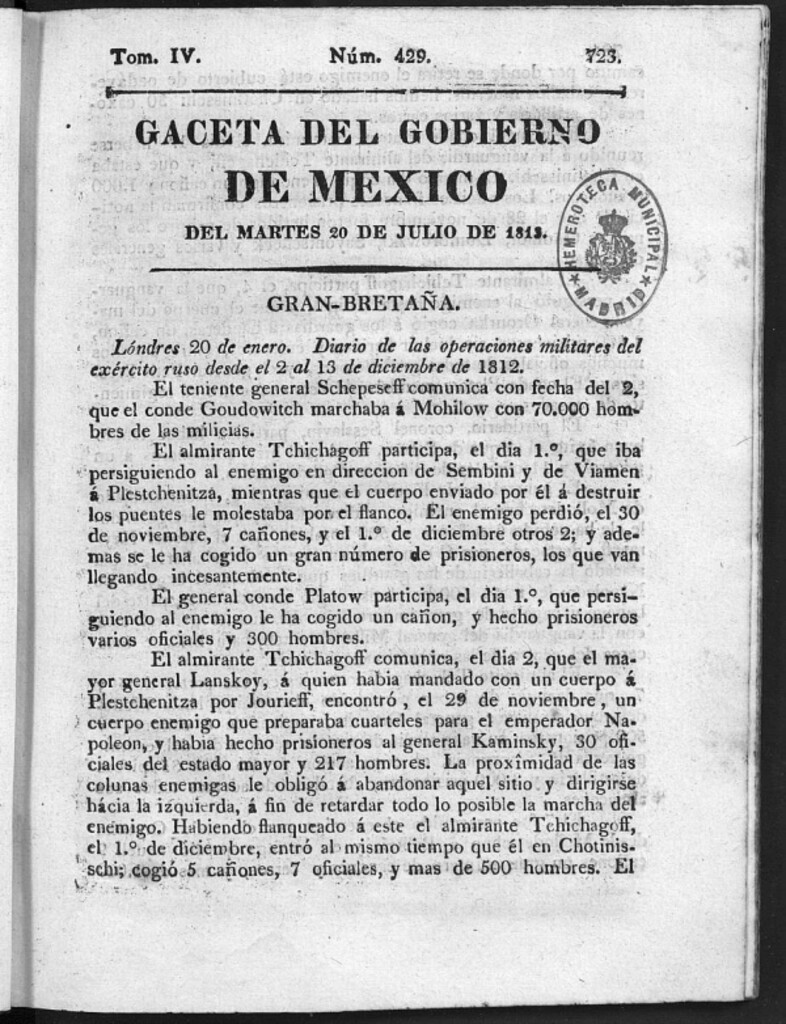 Tom. IV. Núm. 429. 723.
GACETA DEL GOBIERNO
DE MEXICO
DEL MARTES 20 DE JULIO DE 1813.
HEMEROTECA MUNICIPAL
★ MADRID ★
GRAN-BRETAÑA.
Lóndres 20 de enero. Diario de las operaciones militares del
exército ruso desde el 2 al 13 de diciembre de 1812.
El teniente general Schepeseff comunica con fecha del 2,
que el conde Goudowitch marchaba á Mohilow con 70.000 hom-
bres de las milicias.
El almirante Tchichagoff participa, el dia 1.º, que iba
persiguiendo al enemigo en direccion de Sembini y de Viamen
á Plestchenitza, mientras que el cuerpo enviado por él á destruir
los puentes le molestaba por el flanco. El enemigo perdió, el 30
de noviembre, 7 cañones, y el 1.º de diciembre otros 2; y ade-
mas se le ha cogido un gran número de prisioneros, los que van
llegando incesantemente.
El general conde Platow participa, el dia 1.º, que persi-
guiendo al enemigo le ha cogido un cañon, y hecho prisioneros
varios oficiales y 300 hombres.
El almirante Tchichagoff comunica, el dia 2, que el ma-
yor general Lanskoy, á quien habia mandado con un cuerpo á
Plestchenitza por Jourieff, encontró, el 29 de noviembre, un
cuerpo enemigo que preparaba cuarteles para el emperador Na-
poleon, y habia hecho prisioneros al general Kaminsky, 30 ofi-
ciales del estado mayor y 217 hombres. La proximidad de las
colunas enemigas le obligó á abandonar aquel sitio y dirigirse
hácia la izquierda, á fin de retardar todo lo posible la marcha del
enemigo. Habiendo flanqueado á este el almirante Tchichagoff,
el 1.º de diciembre, entró al mismo tiempo que él en Chotinis-
schi; cogió 5 cañones, 7 oficiales, y mas de 500 hombres. El